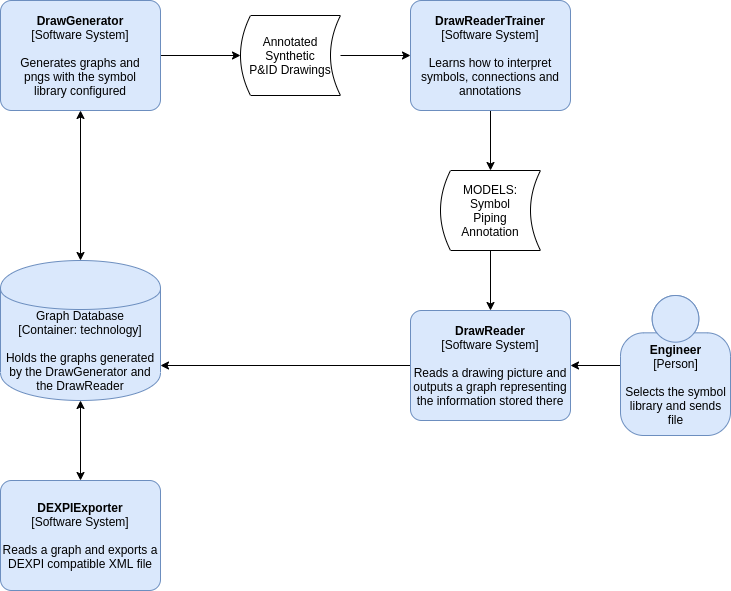 DrawGenerator
[Software System]
Generates graphs and
pngs with the symbol
library configured
Annotated
Synthetic
P&ID Drawings
DrawReaderTrainer
[Software System]
Learns how to interpret
symbols, connections and
annotations
MODELS:
Symbol
Piping
Annotation
Graph Database
[Container: technology]
Holds the graphs generated
by the DrawGenerator and
the DrawReader
DrawReader
[Software System]
Reads a drawing picture and
outputs a graph representing
the information stored there
Engineer
[Person]
Selects the symbol
library and sends
file
DEXPIExporter
[Software System]
Reads a graph and exports a
DEXPI compatible XML file